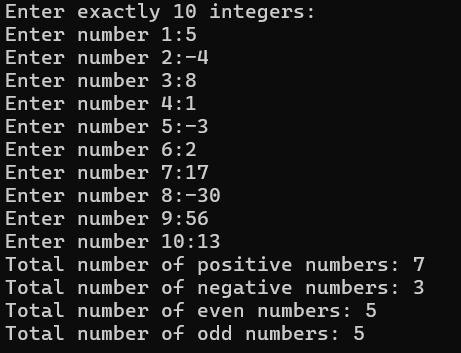 Enter exactly 10 integers:
Enter number 1:5
Enter number 2:-4
Enter number 3:8
Enter number 4:1
Enter number 5:-3
Enter number 6:2
Enter number 7:17
Enter number 8:-30
Enter number 9:56
Enter number 10:13
Total number of positive numbers: 7
Total number of negative numbers: 3
Total number of even numbers: 5
Total number of odd numbers: 5